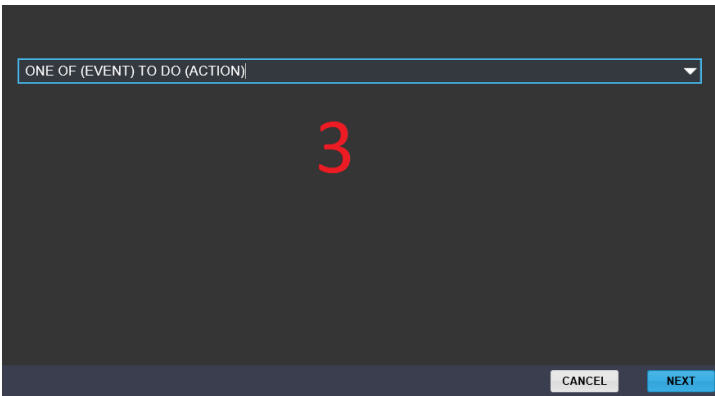 ONE OF (EVENT) TO DO (ACTION)
3
CANCEL NEXT